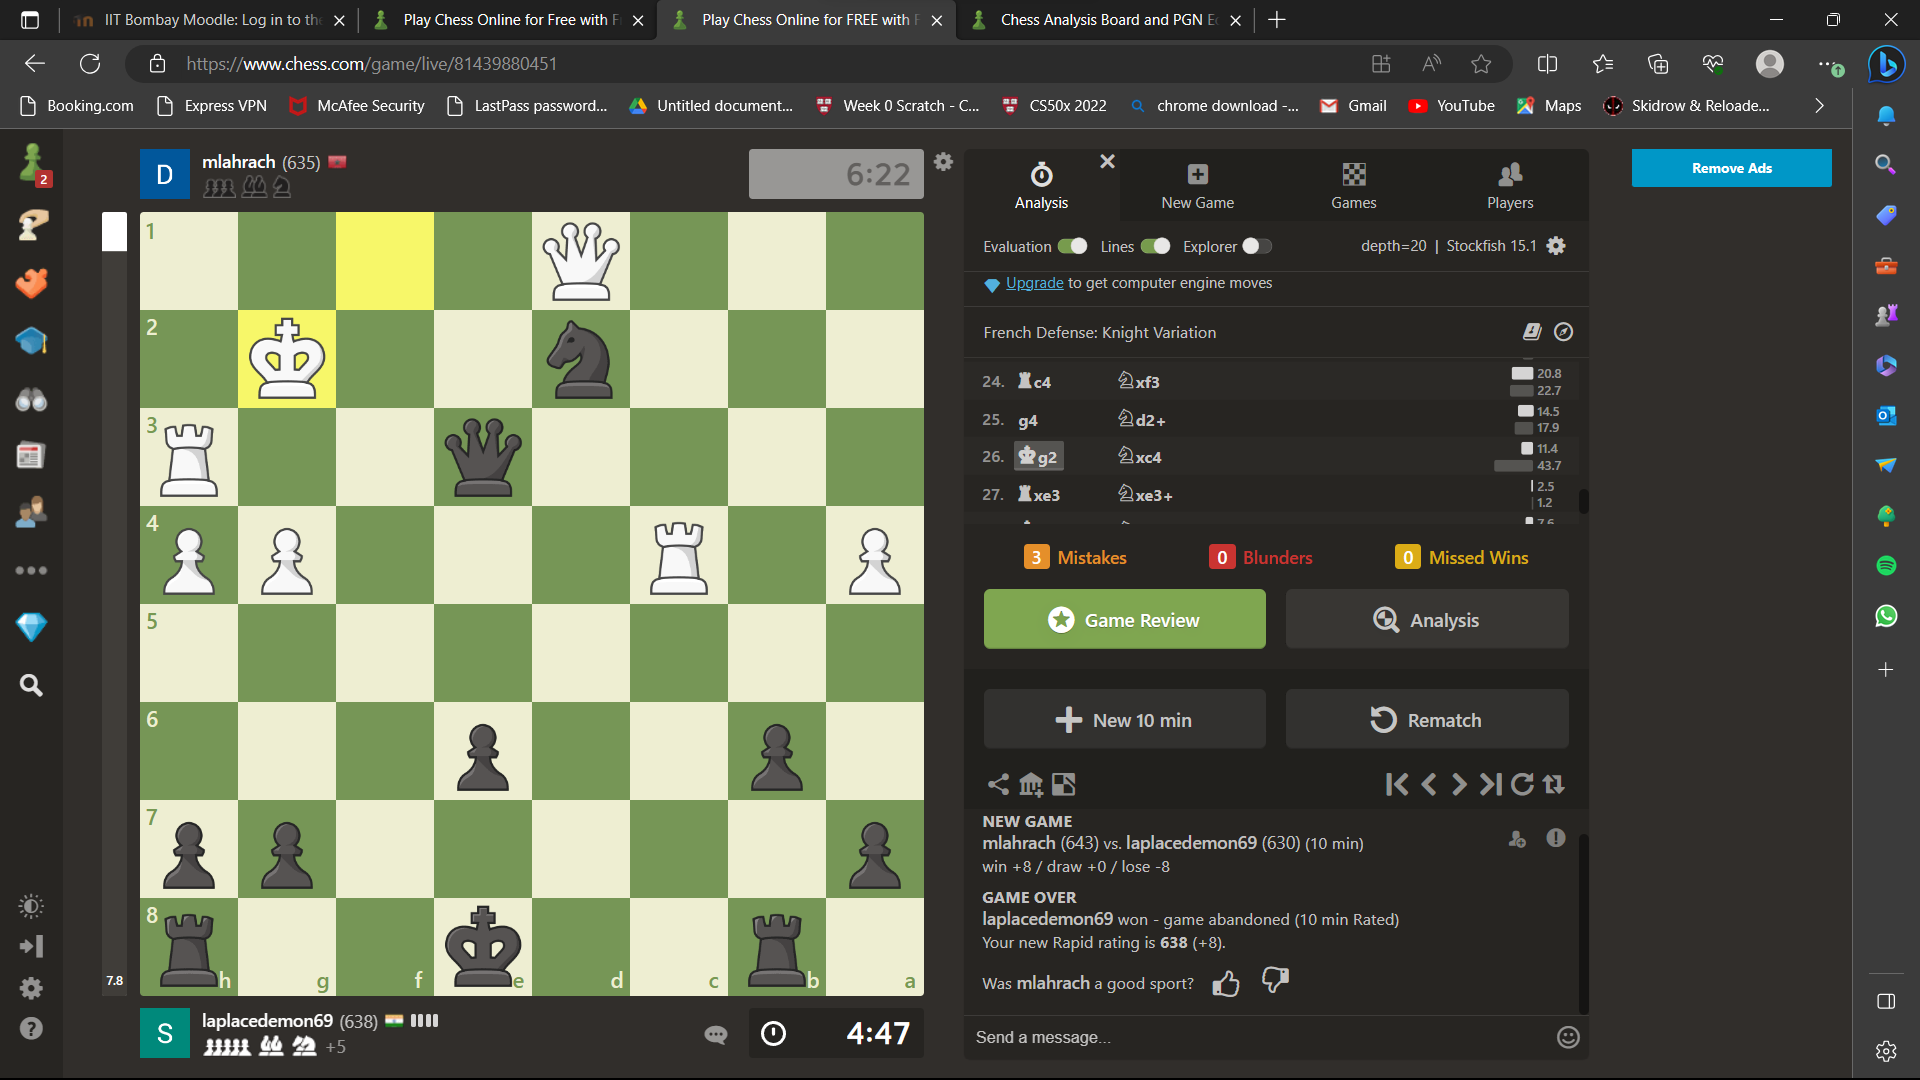 IIT Bombay Moodle: Log in to the
Play Chess Online for Free with F
Play Chess Online for FREE with F
Chess Analysis Board and PGN E
https://www.chess.com/game/live/81439880451
Booking.com
Express VPN
McAfee Security
LastPass password...
Untitled document...
Week 0 Scratch - C...
CS50x 2022
chrome download -...
Gmail
YouTube
Maps
Skidrow & Reloade...
2
D
mlahrach (635)
6:22
1
2
3
4
5
6
7
8
h
g
f
e
d
c
b
a
7.8
S
laplacedemon69 (638)
+5
4:47
Analysis
New Game
Games
Players
Evaluation
Lines
Explorer
depth=20 | Stockfish 15.1
Upgrade to get computer engine moves
French Defense: Knight Variation
24. c4 xf3 20.8
22.7
25. g4 d2+ 14.5
17.9
26. g2 xc4 11.4
43.7
27. xe3 xe3+ 2.5
1.2
7.6
3 Mistakes
0 Blunders
0 Missed Wins
Game Review
Analysis
New 10 min
Rematch
NEW GAME
mlahrach (643) vs. laplacedemon69 (630) (10 min)
win +8 / draw +0 / lose -8
GAME OVER
laplacedemon69 won - game abandoned (10 min Rated)
Your new Rapid rating is 638 (+8).
Was mlahrach a good sport?
Send a message...
Remove Ads